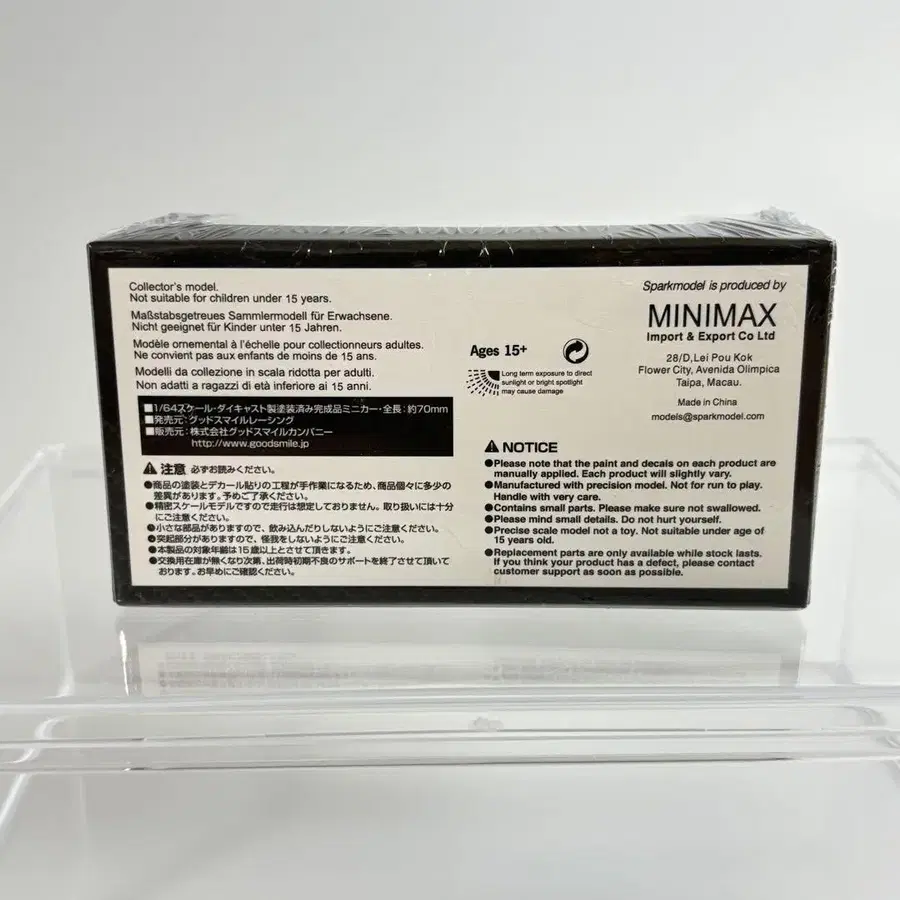 Collector's model.
Not suitable for children under 15 years.
Maßstabsgetreues Sammlermodell für Erwachsene.
Nicht geeignet für Kinder unter 15 Jahren.
Modèle ornemental à l'échelle pour collectionneurs adultes.
Ne convient pas aux enfants de moins de 15 ans.
Modelli da collezione in scala ridotta per adulti.
Non adatti a ragazzi di età inferiore ai 15 anni.
■1/64スケール・ダイキャスト製塗装済み完成品ミニカー・全長：約70mm
■発売元：グッドスマイルレーシング
■販売元：株式会社グッドスマイルカンパニー
http://www.goodsmile.jp
注意 必ずお読みください。
●商品の塗装とデカール貼りの工程が手作業になるため、商品個々に多少の
差異があります。予めご了承ください。
●精密スケールモデルですので走行は想定しておりません。取り扱いには十分
にご注意ください。
●小さな部品がありますので、飲み込んだりしないようにご注意ください。
●突起部分がありますので、怪我をしないようにご注意ください。
●本製品の対象年齢は15歳以上とさせて頂きます。
●交換用在庫が無くなり次第、出荷時初期不良のサポートを終了させて頂いて
おります。お早めにご確認ください。
Ages 15+
Long term exposure to direct
sunlight or bright spotlight
may cause damage
Sparkmodel is produced by
MINIMAX
Import & Export Co Ltd
28/D,Lei Pou Kok
Flower City, Avenida Olimpica
Taipa, Macau.
Made in China
models@sparkmodel.com
NOTICE
●Please note that the paint and decals on each product are
manually applied. Each product will slightly vary.
●Manufactured with precision model. Not for run to play.
Handle with very care.
●Contains small parts. Please make sure not swallowed.
●Please mind small details. Do not hurt yourself.
●Precise scale model not a toy. Not suitable under age of
15 years old.
●Replacement parts are only available while stock lasts.
If you think your product has a defect, please contact
customer support as soon as possible.